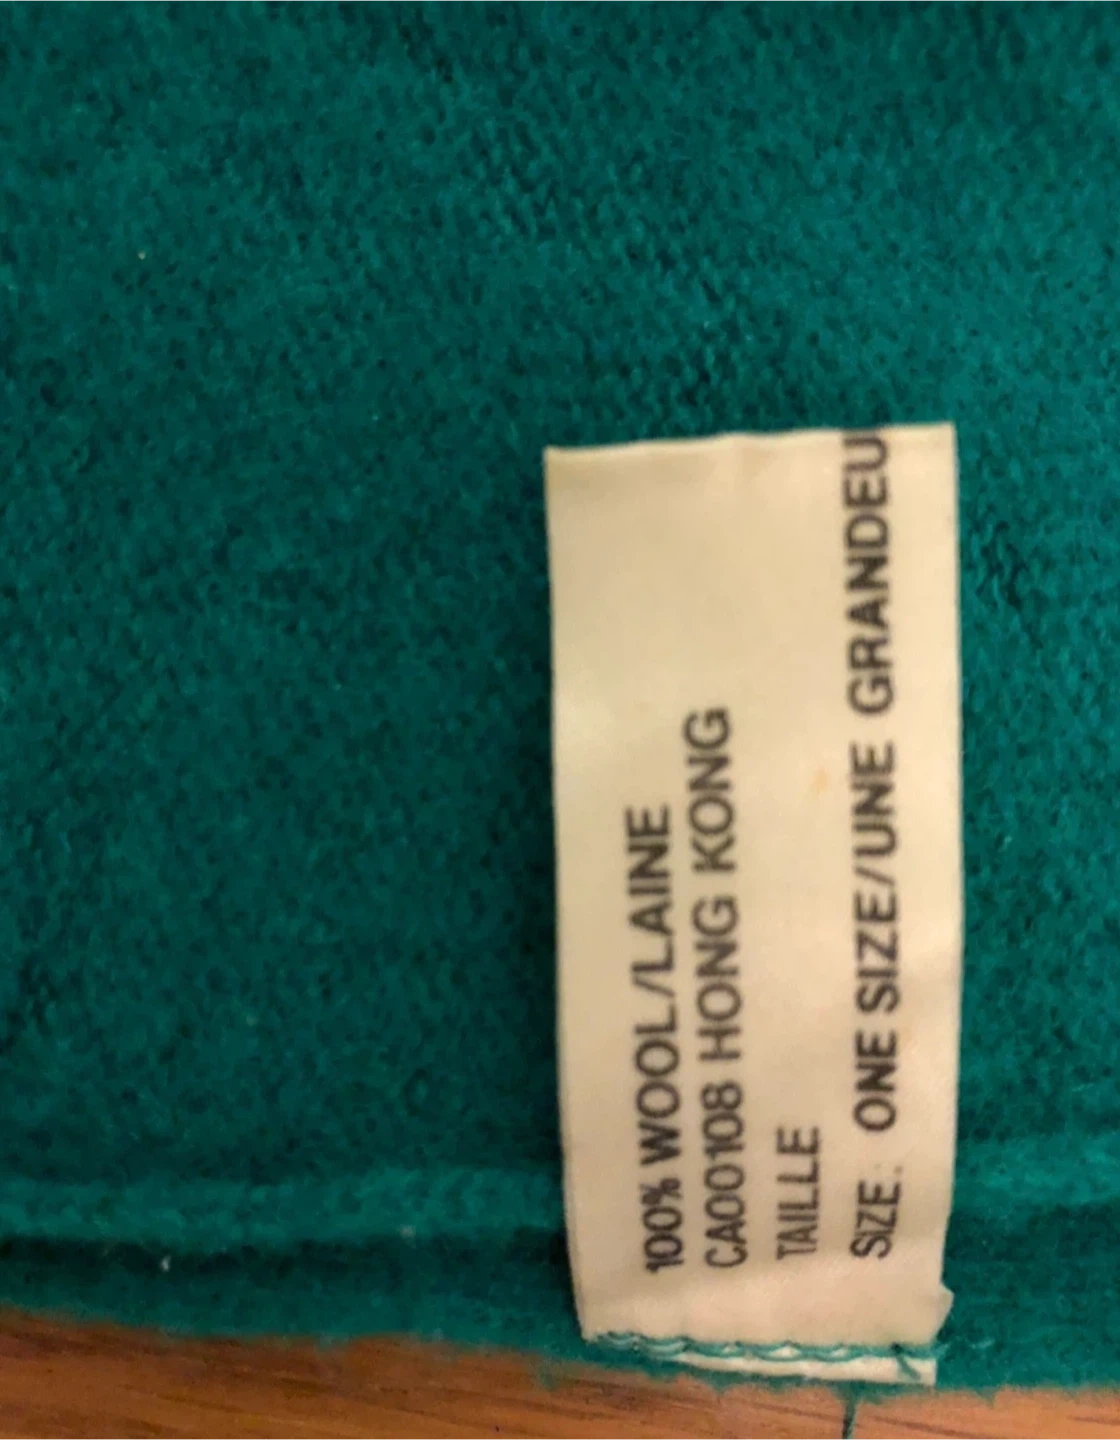 100% WOOL/LAINE
CA00108 HONG KONG
TAILLE
SIZE: ONE SIZE/UNE GRANDEU